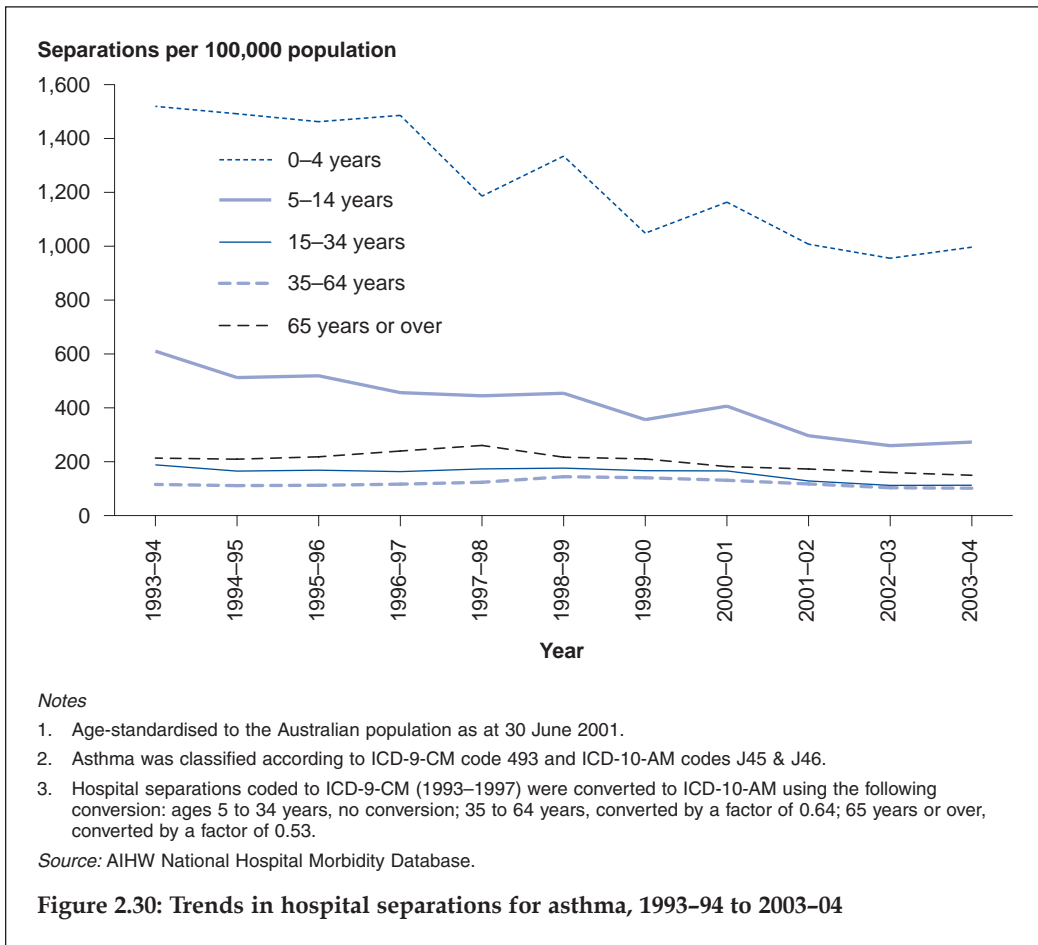 Separations per 100,000 population
1,600
1,400
1,200
1,000
800
600
400
200
0
0–4 years
5–14 years
15–34 years
35–64 years
65 years or over
1993–94
1994–95
1995–96
1996–97
1997–98
1998–99
1999–00
2000–01
2001–02
2002–03
2003–04
Year
Notes
1. Age-standardised to the Australian population as at 30 June 2001.
2. Asthma was classified according to ICD-9-CM code 493 and ICD-10-AM codes J45 & J46.
3. Hospital separations coded to ICD-9-CM (1993–1997) were converted to ICD-10-AM using the following
conversion: ages 5 to 34 years, no conversion; 35 to 64 years, converted by a factor of 0.64; 65 years or over,
converted by a factor of 0.53.
Source: AIHW National Hospital Morbidity Database.
Figure 2.30: Trends in hospital separations for asthma, 1993–94 to 2003–04